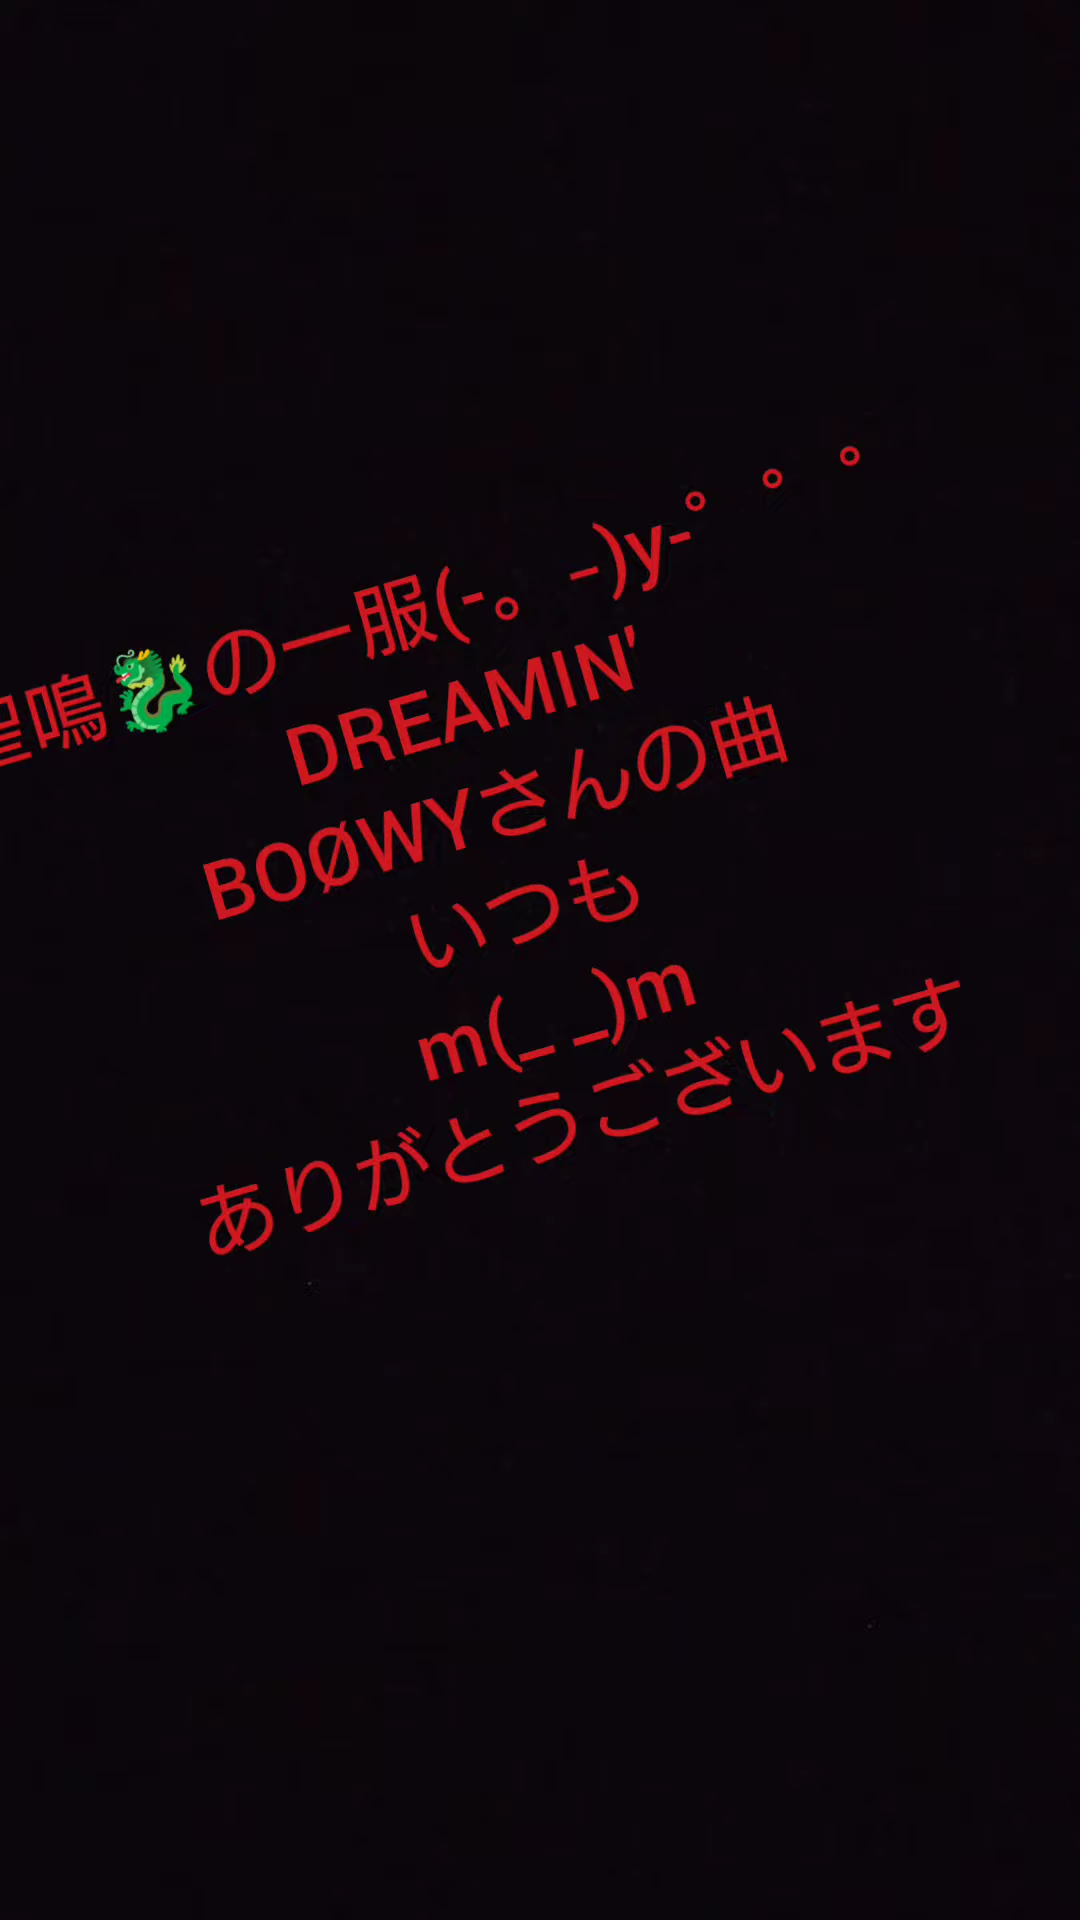 聖鳴🐉の一服(-。-)y-゜゜゜
DREAMIN'
BOØWYさんの曲
いつも
m(_ _)m
ありがとうございます